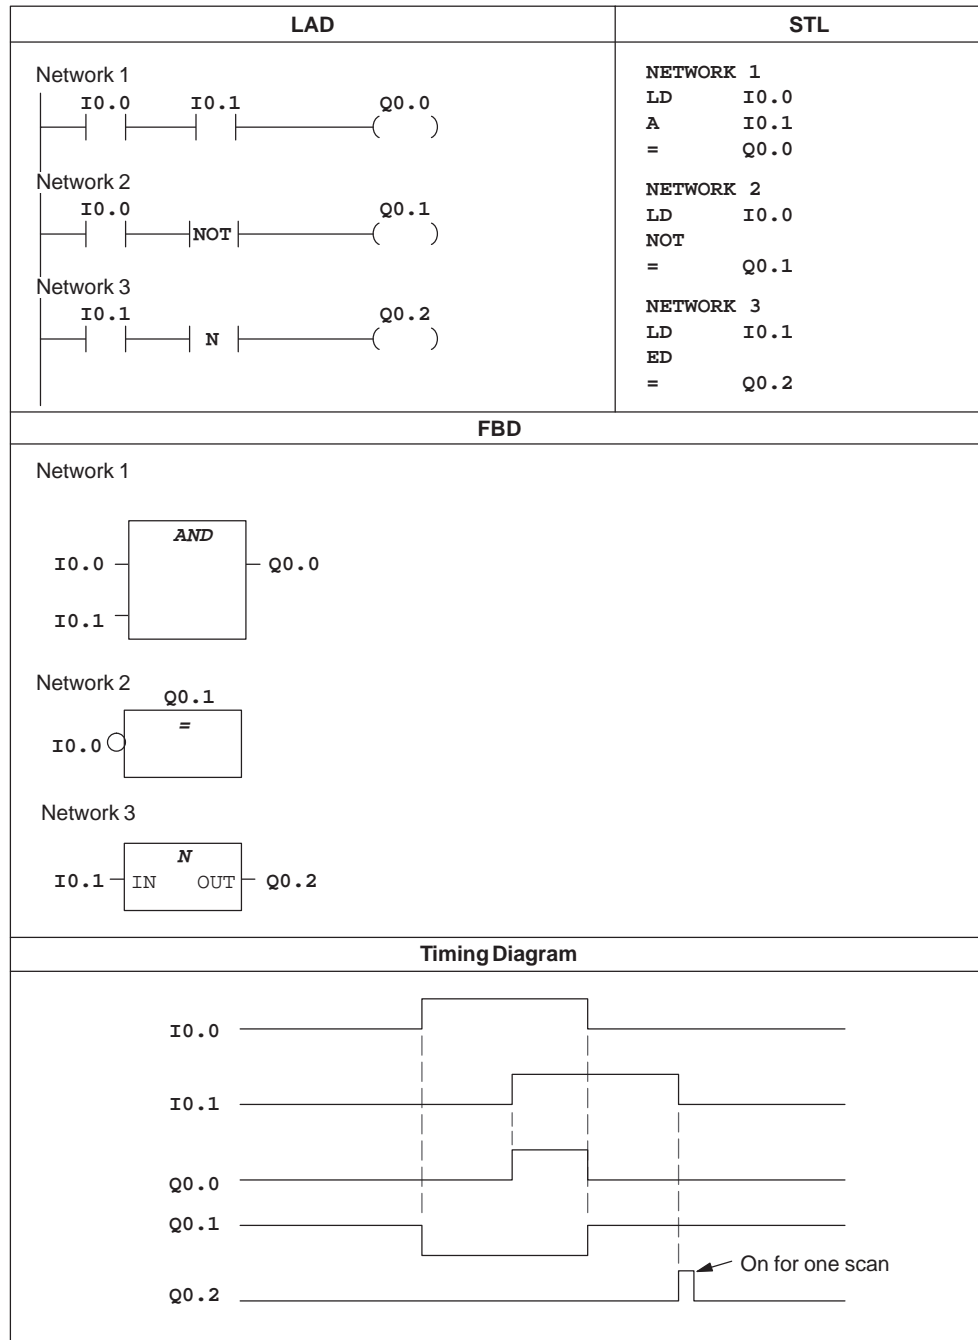 LAD
STL
Network 1
I0.0 I0.1 Q0.0
Network 2
I0.0 Q0.1
NOT
Network 3
I0.1 Q0.2
N
NETWORK 1
LD I0.0
A I0.1
= Q0.0
NETWORK 2
LD I0.0
NOT
= Q0.1
NETWORK 3
LD I0.1
ED
= Q0.2
FBD
Network 1
AND
I0.0 Q0.0
I0.1
Network 2
Q0.1
=
I0.0
Network 3
N
I0.1 IN OUT Q0.2
Timing Diagram
I0.0
I0.1
Q0.0
Q0.1
On for one scan
Q0.2